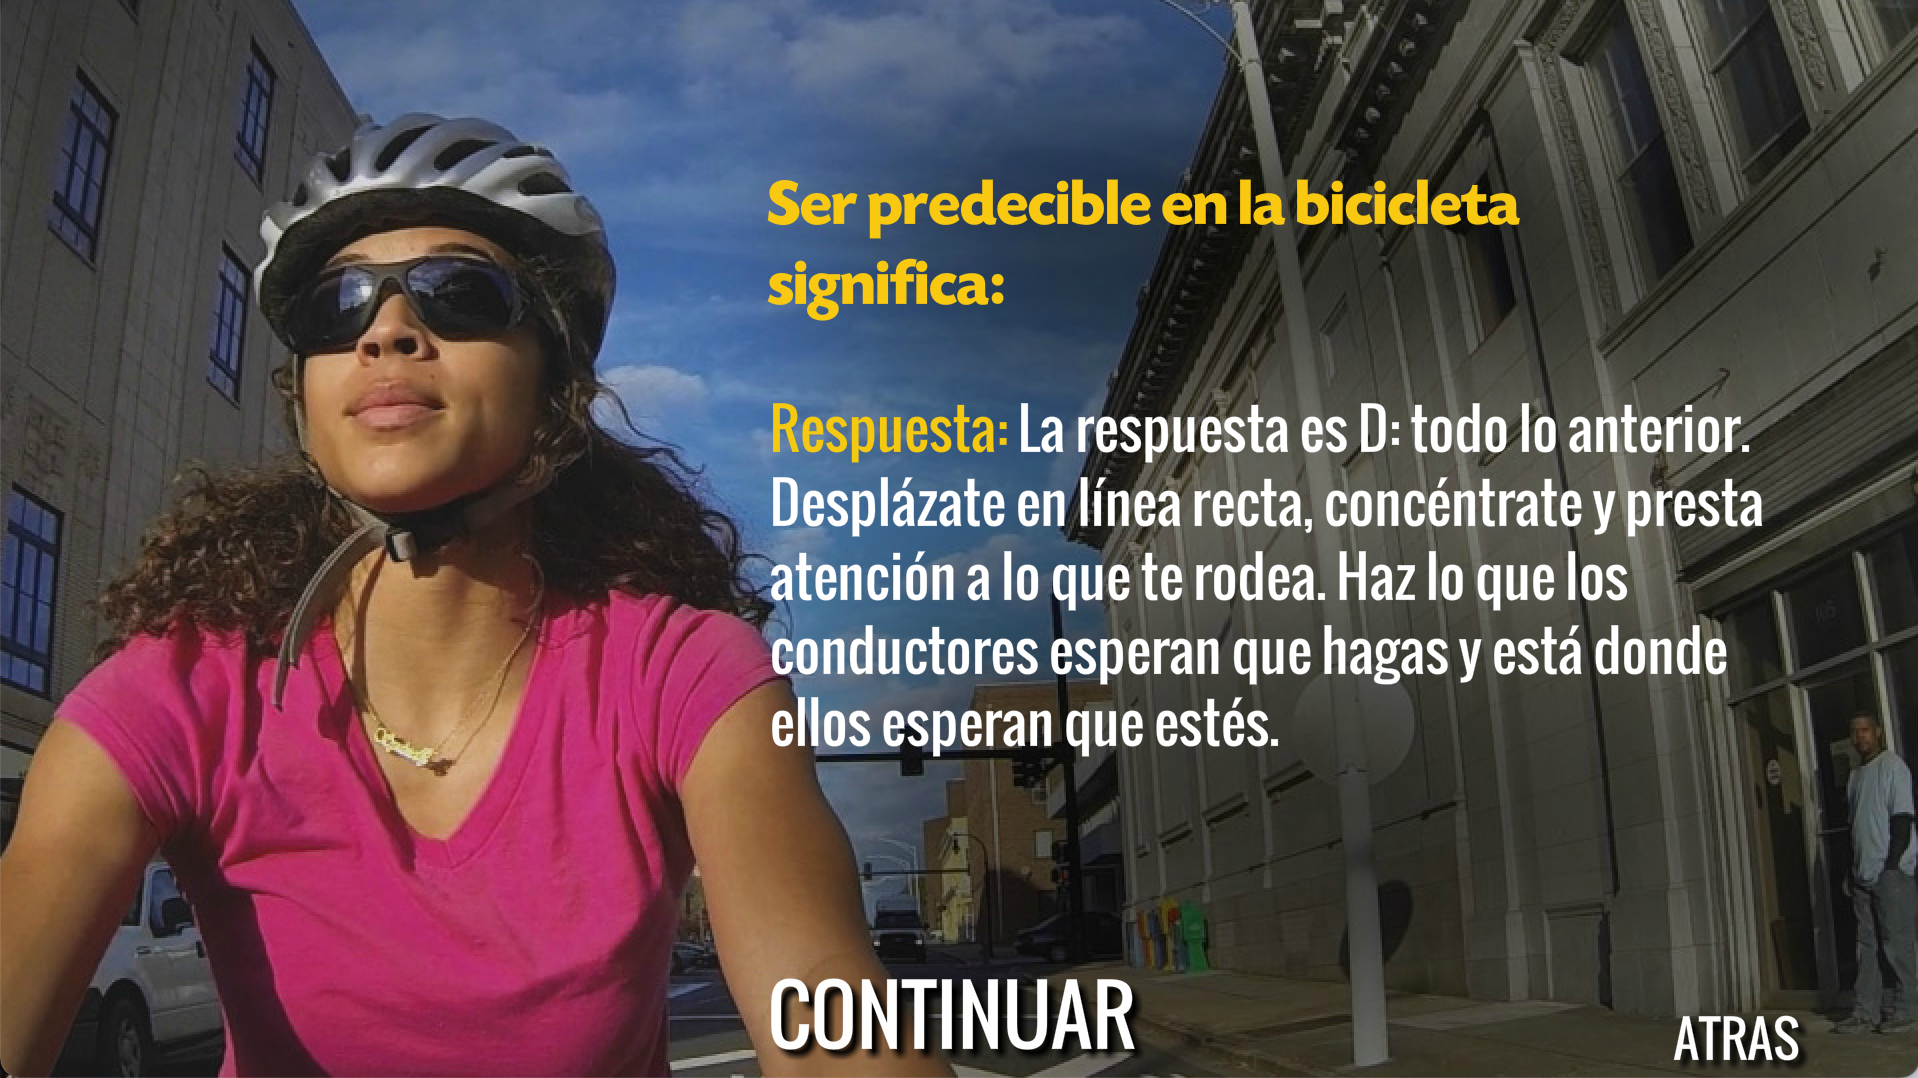 Ser predecible en la bicicleta
significa:
Respuesta: La respuesta es D: todo lo anterior.
Desplázate en línea recta, concéntrate y presta
atención a lo que te rodea. Haz lo que los
conductores esperan que hagas y está donde
ellos esperan que estés.
CONTINUAR
ATRAS